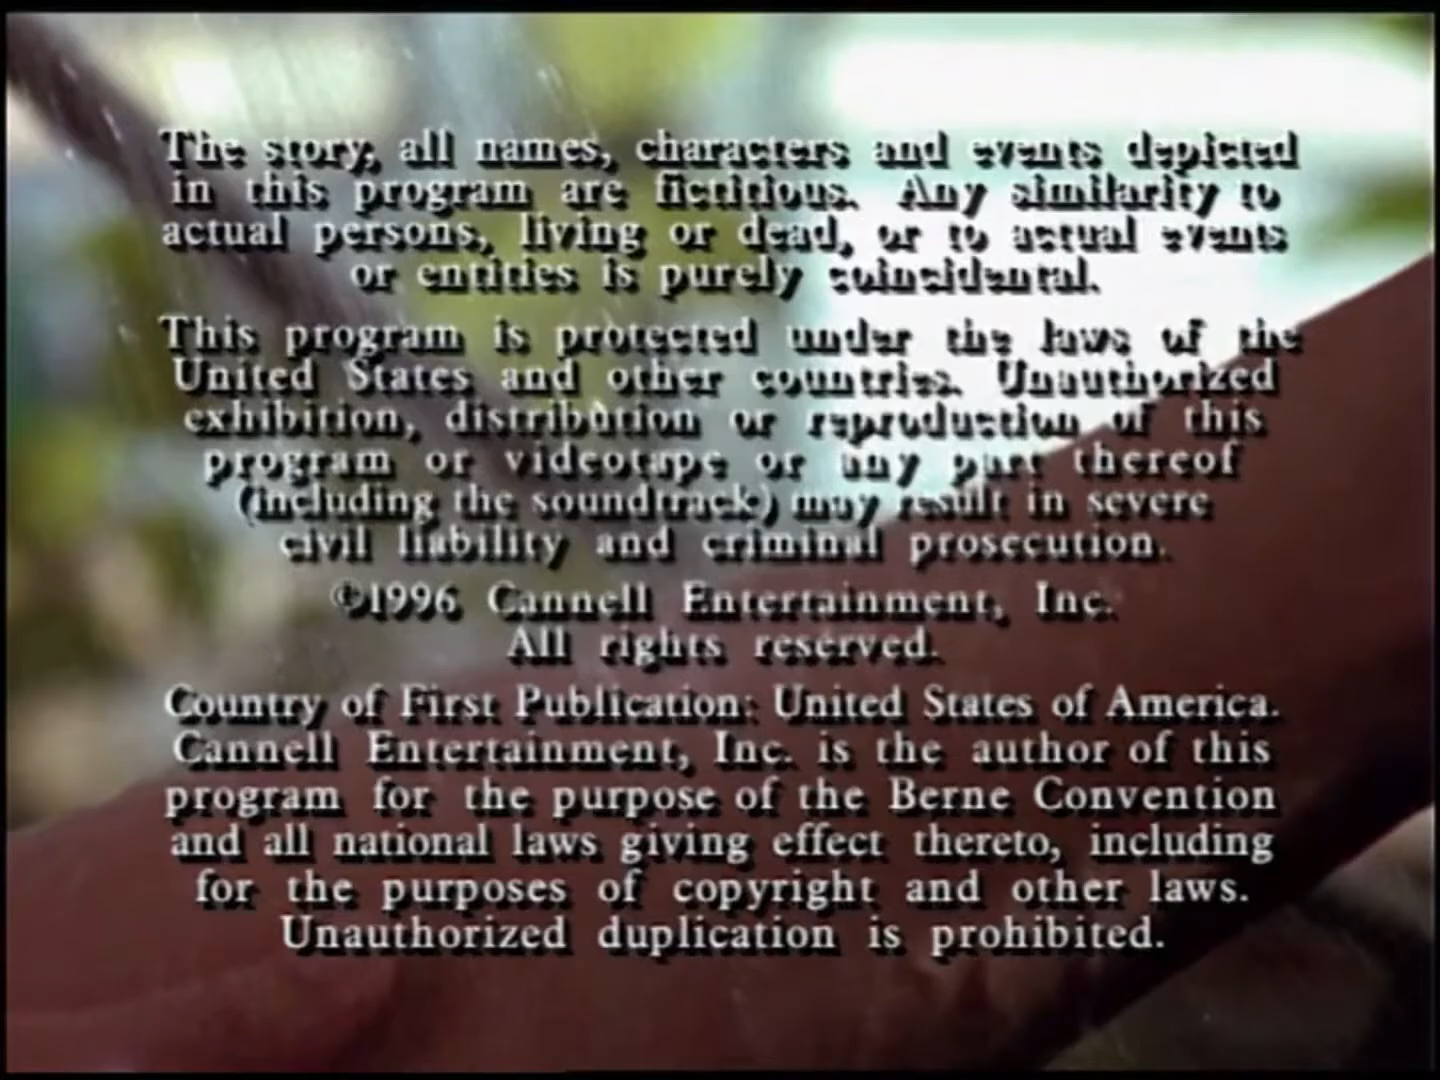 The story, all names, characters and events depicted
in this program are fictitious. Any similarity to
actual persons, living or dead, or to actual events
or entities is purely coincidental.
This program is protected under the laws of the
United States and other countries. Unauthorized
exhibition, distribution or reproduction of this
program or videotape or any part thereof
(including the soundtrack) may result in severe
civil liability and criminal prosecution.
©1996 Cannell Entertainment, Inc.
All rights reserved.
Country of First Publication: United States of America.
Cannell Entertainment, Inc. is the author of this
program for the purpose of the Berne Convention
and all national laws giving effect thereto, including
for the purposes of copyright and other laws.
Unauthorized duplication is prohibited.